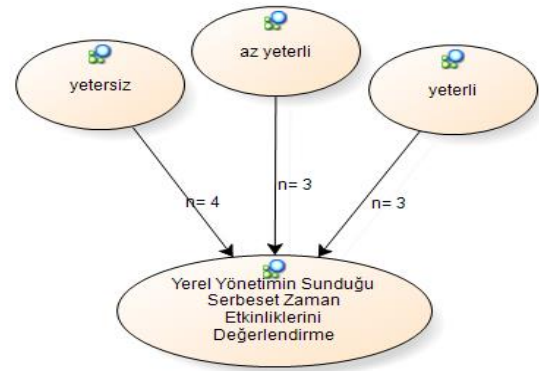 az yeterli
yetersiz
yeterli
n= 4
n= 3
n= 3
Yerel Yönetimin Sunduğu
Serbeset Zaman
Etkinliklerini
Değerlendirme